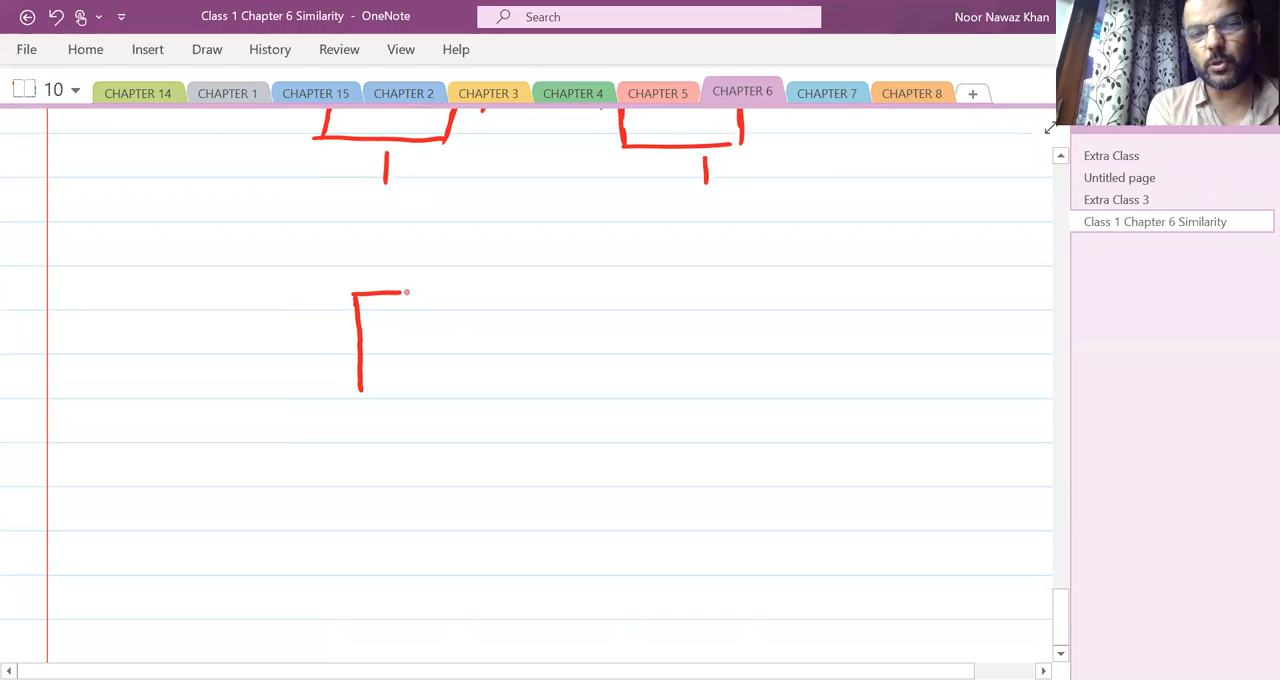 Class 1 Chapter 6 Similarity - OneNote
Search
Noor Nawaz Khan
File Home Insert Draw History Review View Help
10 CHAPTER 14 CHAPTER 1 CHAPTER 15 CHAPTER 2 CHAPTER 3 CHAPTER 4 CHAPTER 5 CHAPTER 6 CHAPTER 7 CHAPTER 8 +
Extra Class
Untitled page
Extra Class 3
Class 1 Chapter 6 Similarity
1 1